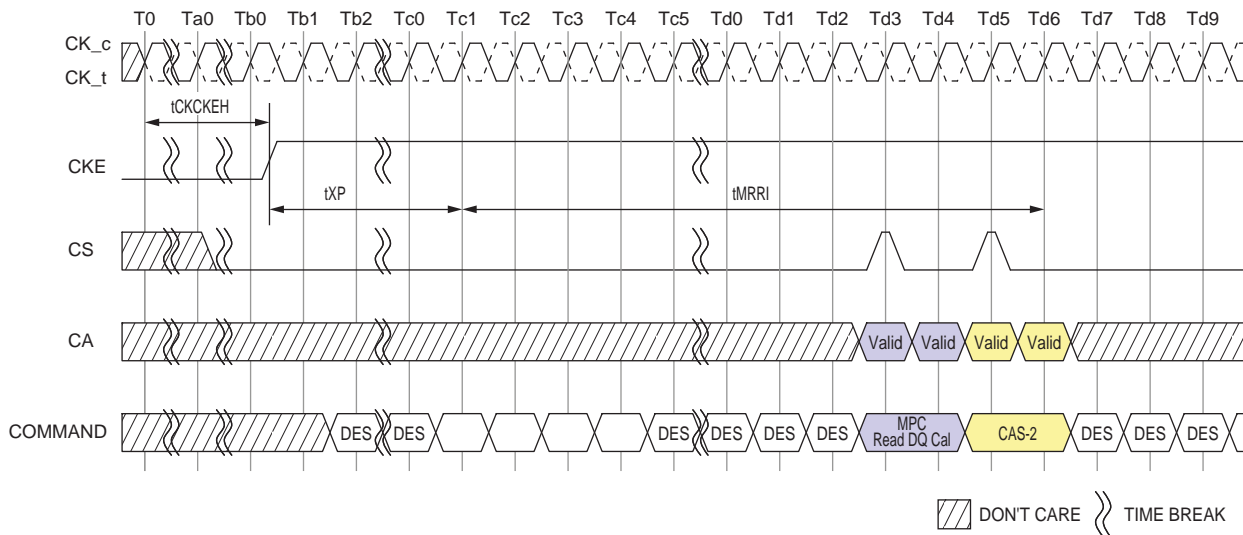 T0 Ta0 Tb0 Tb1 Tb2 Tc0 Tc1 Tc2 Tc3 Tc4 Tc5 Td0 Td1 Td2 Td3 Td4 Td5 Td6 Td7 Td8 Td9
CK_c
CK_t
tCKCKEH
CKE
tXP tMRRI
CS
CA Valid Valid Valid Valid
COMMAND DES DES DES DES DES DES MPC
Read DQ Cal CAS-2 DES DES DES
DON'T CARE TIME BREAK